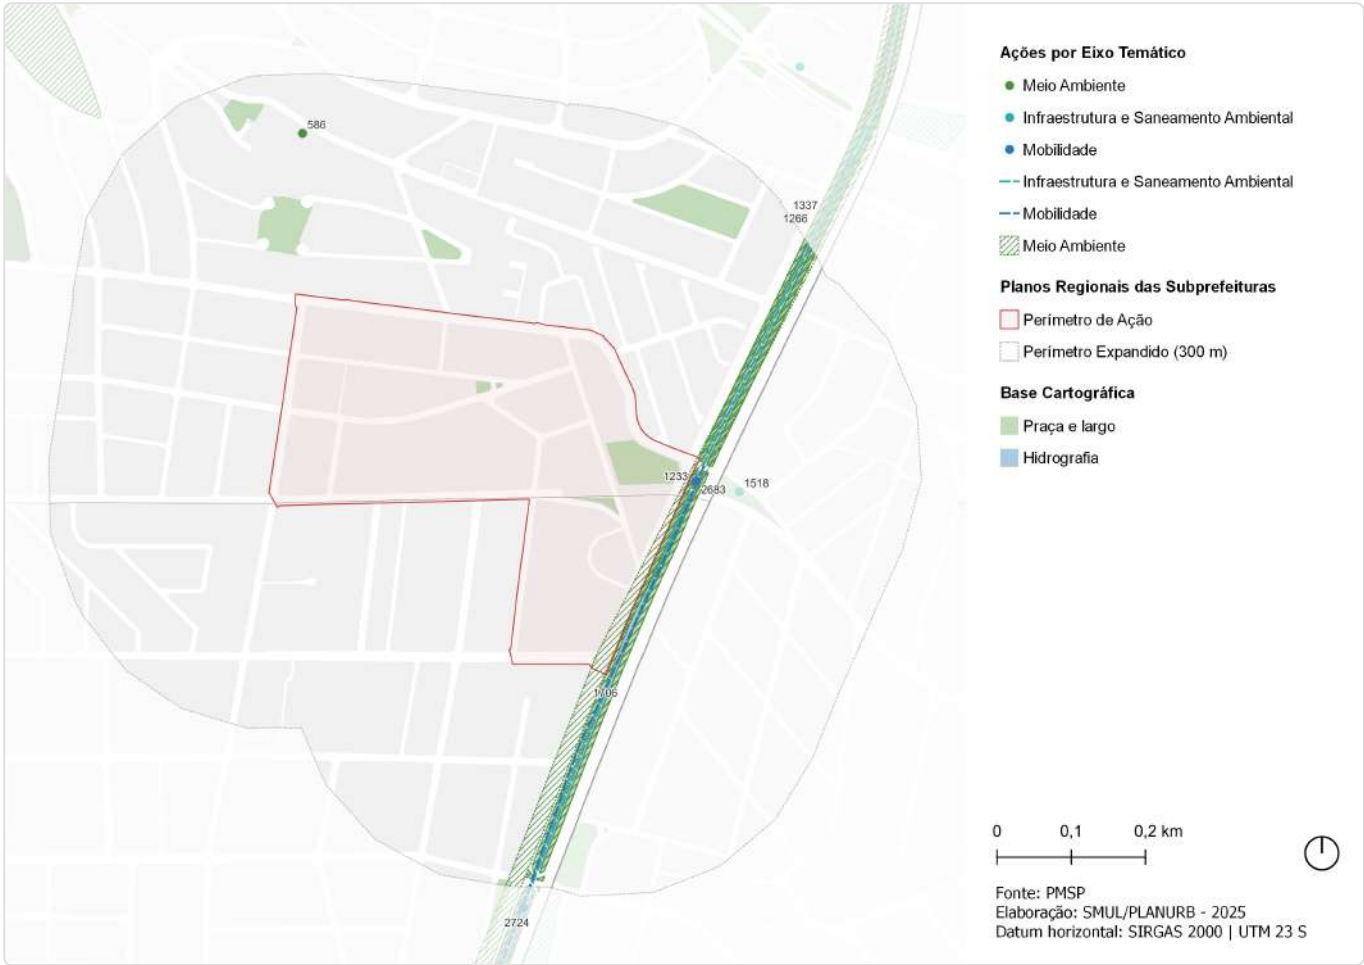 586
1337
1266
1233
2683
1518
1706
2724
Ações por Eixo Temático
Meio Ambiente
Infraestrutura e Saneamento Ambiental
Mobilidade
Infraestrutura e Saneamento Ambiental
Mobilidade
Meio Ambiente
Planos Regionais das Subprefeituras
Perímetro de Ação
Perímetro Expandido (300 m)
Base Cartográfica
Praça e largo
Hidrografia
0 0,1 0,2 km
Fonte: PMSP
Elaboração: SMUL/PLANURB - 2025
Datum horizontal: SIRGAS 2000 | UTM 23 S